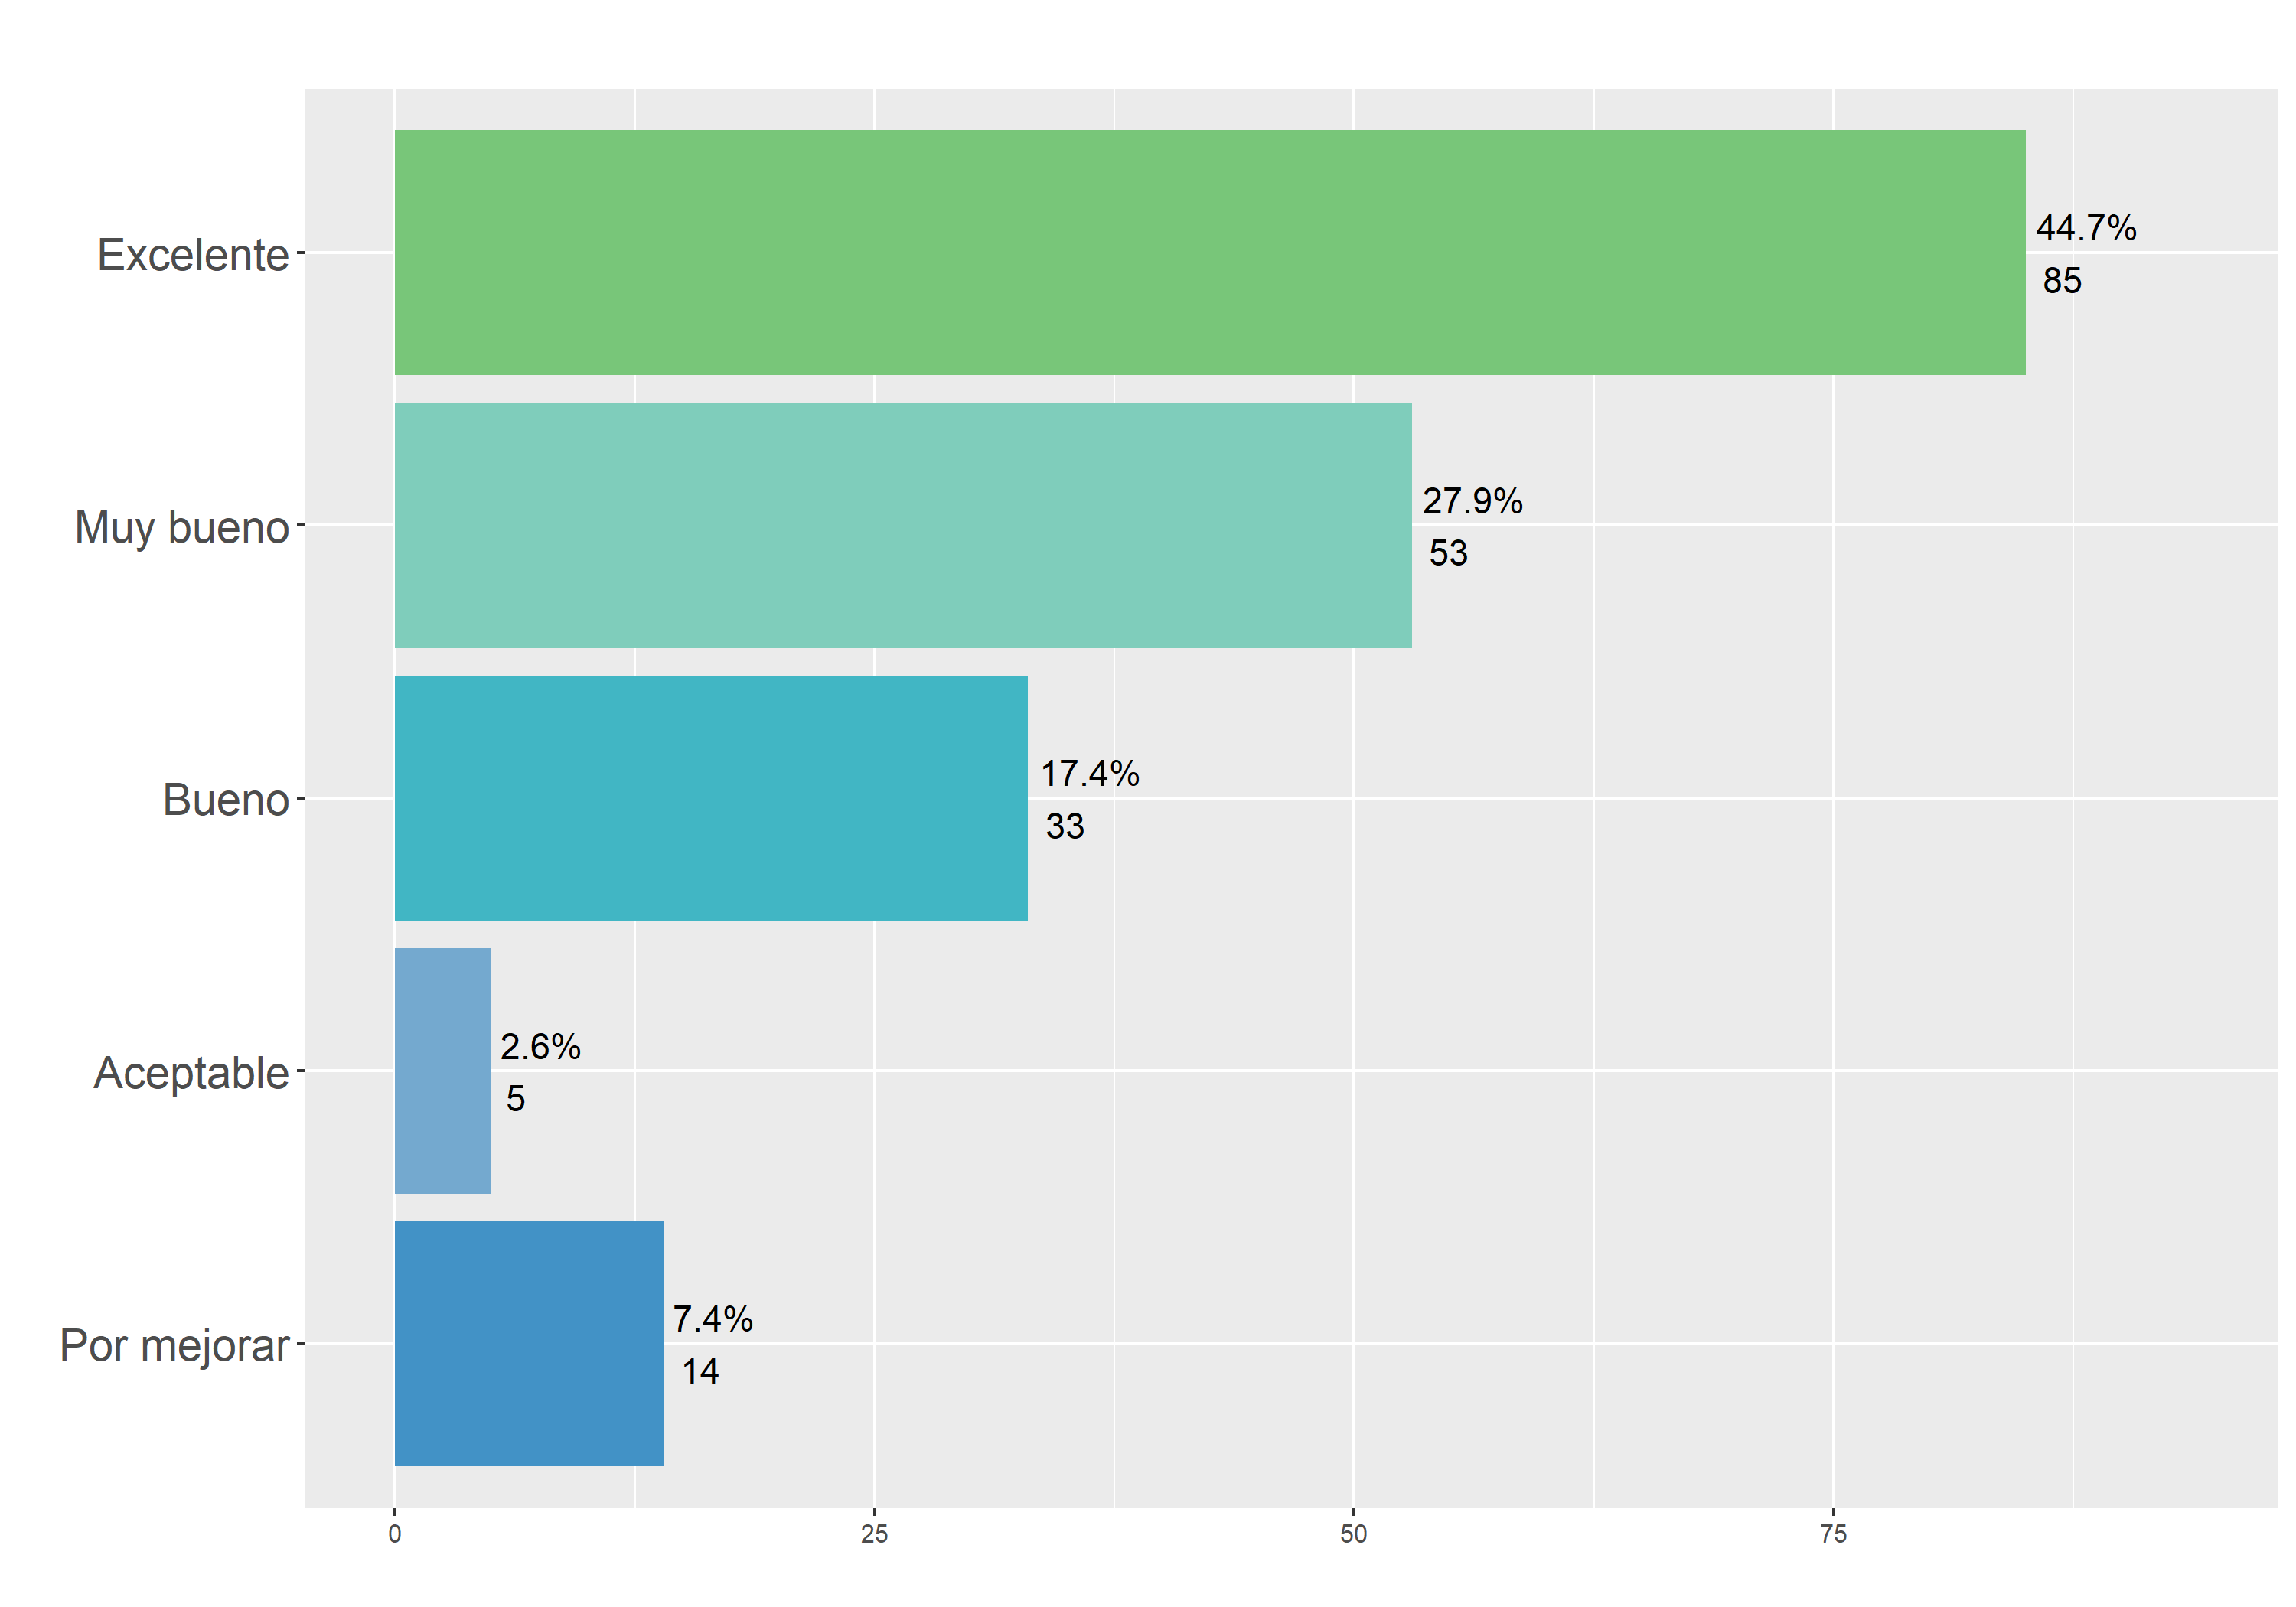 Excelente
44.7%
85
Muy bueno
27.9%
53
Bueno
17.4%
33
Aceptable
2.6%
5
Por mejorar
7.4%
14
0 25 50 75